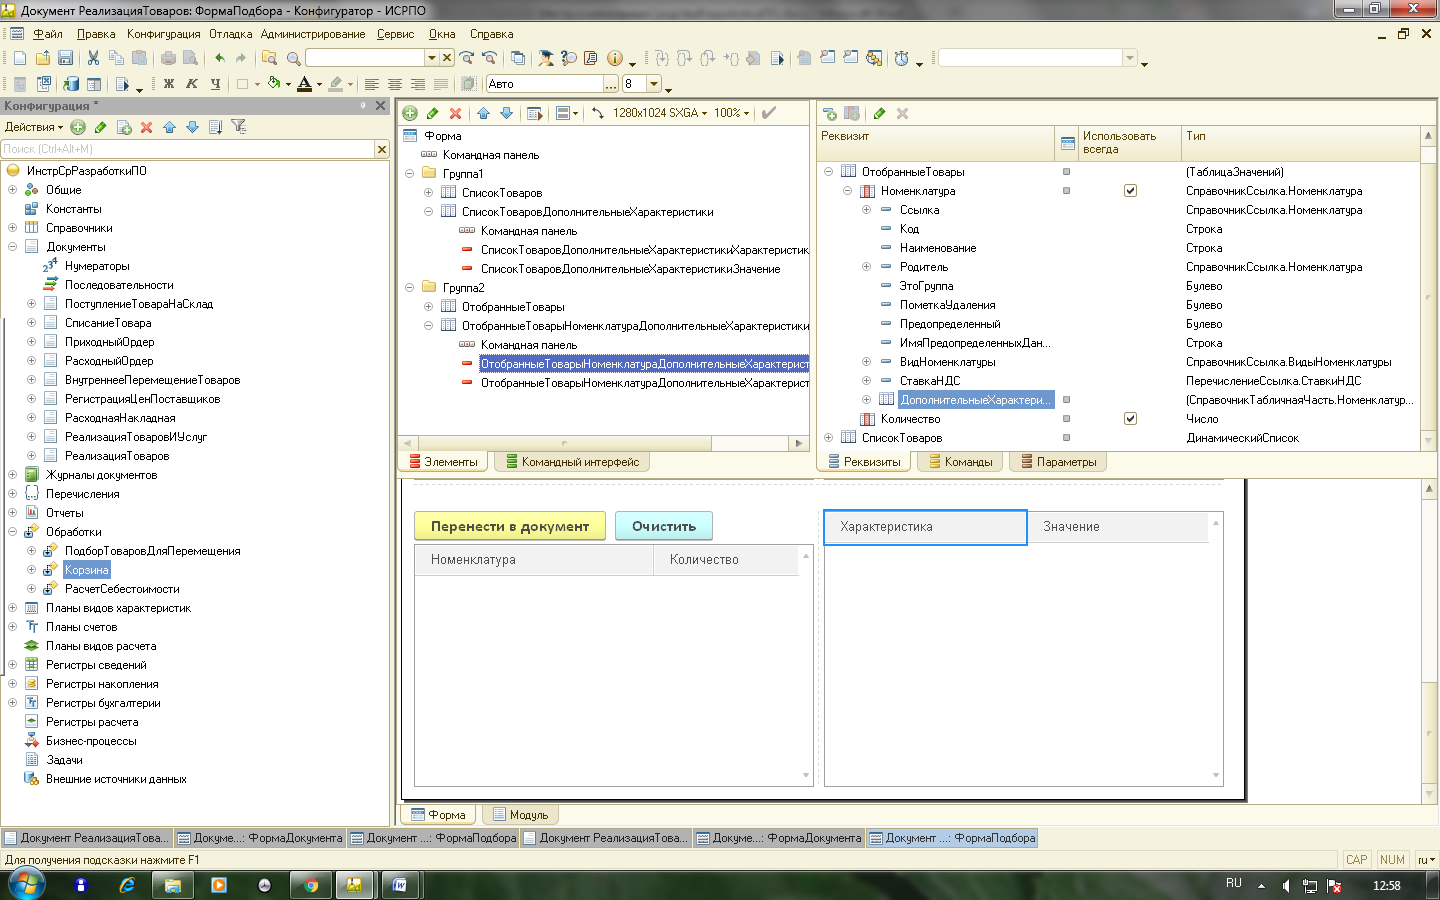 Документ РеализацияТоваров: ФормаПодбора - Конфигуратор - ИСРПО
Файл Правка Конфигурация Отладка Администрирование Сервис Окна Справка
Ж К Ч А Авто ... 8
Конфигурация *
Действия
Поиск (Ctrl+Alt+M)
ИнстрСрРазработкиПО
Общие
Константы
Справочники
Документы
Нумераторы
Последовательности
ПоступлениеТовараНаСклад
СписаниеТовара
ПриходныйОрдер
РасходныйОрдер
ВнутреннееПеремещениеТоваров
РегистрацияЦенПоставщиков
РасходнаяНакладная
РеализацияТоваровИУслуг
РеализацияТоваров
Журналы документов
Перечисления
Отчеты
Обработки
ПодборТоваровДляПеремещения
Корзина
РасчетСебестоимости
Планы видов характеристик
Планы счетов
Планы видов расчета
Регистры сведений
Регистры накопления
Регистры бухгалтерии
Регистры расчета
Бизнес-процессы
Задачи
Внешние источники данных
1280x1024 SXGA 100%
Форма
Командная панель
Группа1
СписокТоваров
СписокТоваровДополнительныеХарактеристики
Командная панель
СписокТоваровДополнительныеХарактеристикиХарактеристик
СписокТоваровДополнительныеХарактеристикиЗначение
Группа2
ОтобранныеТовары
ОтобранныеТоварыНоменклатураДополнительныеХарактеристики
Командная панель
ОтобранныеТоварыНоменклатураДополнительныеХарактерист
ОтобранныеТоварыНоменклатураДополнительныеХарактерист
Элементы Командный интерфейс
Реквизит Использовать всегда Тип
ОтобранныеТовары (ТаблицаЗначений)
Номенклатура СправочникСсылка.Номенклатура
Ссылка СправочникСсылка.Номенклатура
Код Строка
Наименование Строка
Родитель СправочникСсылка.Номенклатура
ЭтоГруппа Булево
ПометкаУдаления Булево
Предопределенный Булево
ИмяПредопределенныхДан... Строка
ВидНоменклатуры СправочникСсылка.ВидыНоменклатуры
СтавкаНДС ПеречислениеСсылка.СтавкиНДС
ДополнительныеХарактери... (СправочникТабличнаяЧасть.Номенклатур...
Количество Число
СписокТоваров ДинамическийСписок
Реквизиты Команды Параметры
Перенести в документ Очистить
Номенклатура Количество
Характеристика Значение
Форма Модуль
Документ РеализацияТова... Докуме...: ФормаДокумента Документ ...: ФормаПодбора Документ РеализацияТова... Докуме...: ФормаДокумента Документ ...: ФормаПодбора
Для получения подсказки нажмите F1 CAP NUM ru
RU 12:58